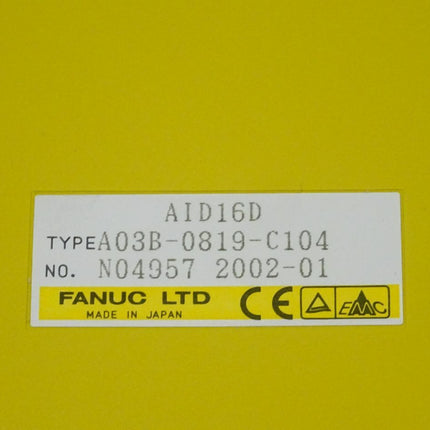 AID16D
TYPE A03B-0819-C104
NO. N04957 2002-01
FANUC LTD
MADE IN JAPAN
CE
EMC